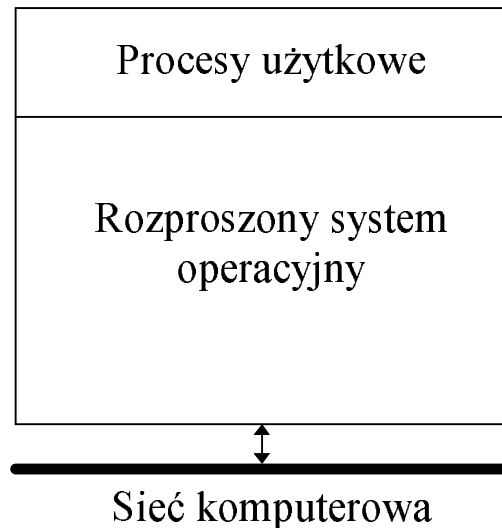 Procesy użytkowe
Rozproszony system
operacyjny
Sieć komputerowa